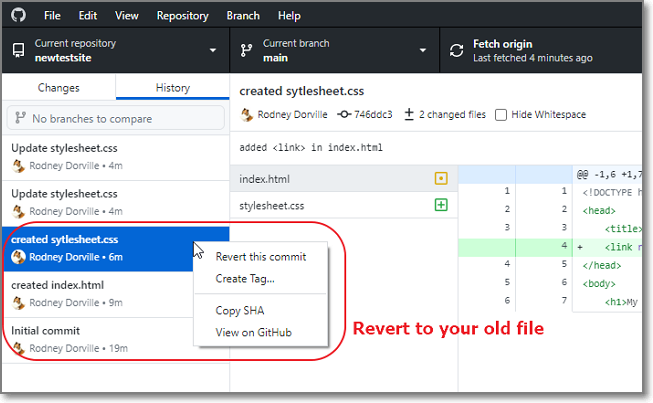 File Edit View Repository Branch Help
Current repository
newtestsite
Current branch
main
Fetch origin
Last fetched 4 minutes ago
Changes
History
No branches to compare
Update stylesheet.css
Rodney Dorville • 4m
Update stylesheet.css
Rodney Dorville • 4m
created sytlesheet.css
Rodney Dorville • 6m
created index.html
Rodney Dorville • 9m
Initial commit
Rodney Dorville • 19m
Revert this commit
Create Tag...
Copy SHA
View on GitHub
created sytlesheet.css
Rodney Dorville 746ddc3 2 changed files Hide Whitespace
added <link> in index.html
index.html
stylesheet.css
@@ -1,6 +1,7
1 1 <!DOCTYPE h
2 2 <head>
3 3 <title>
4 + <link r
4 5 </head>
5 6 <body>
6 7 <h1>My
Revert to your old file